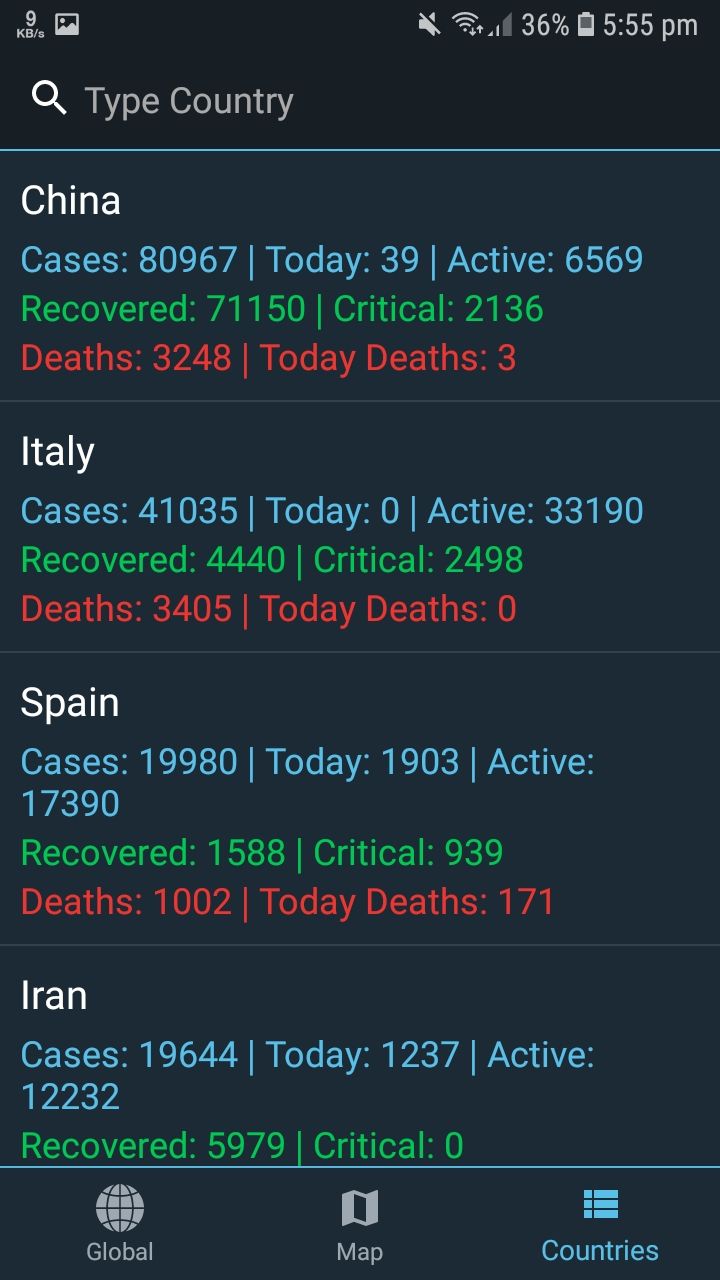 9
KB/s
36%
5:55 pm
Type Country
China
Cases: 80967 | Today: 39 | Active: 6569
Recovered: 71150 | Critical: 2136
Deaths: 3248 | Today Deaths: 3
Italy
Cases: 41035 | Today: 0 | Active: 33190
Recovered: 4440 | Critical: 2498
Deaths: 3405 | Today Deaths: 0
Spain
Cases: 19980 | Today: 1903 | Active:
17390
Recovered: 1588 | Critical: 939
Deaths: 1002 | Today Deaths: 171
Iran
Cases: 19644 | Today: 1237 | Active:
12232
Recovered: 5979 | Critical: 0
Global
Map
Countries